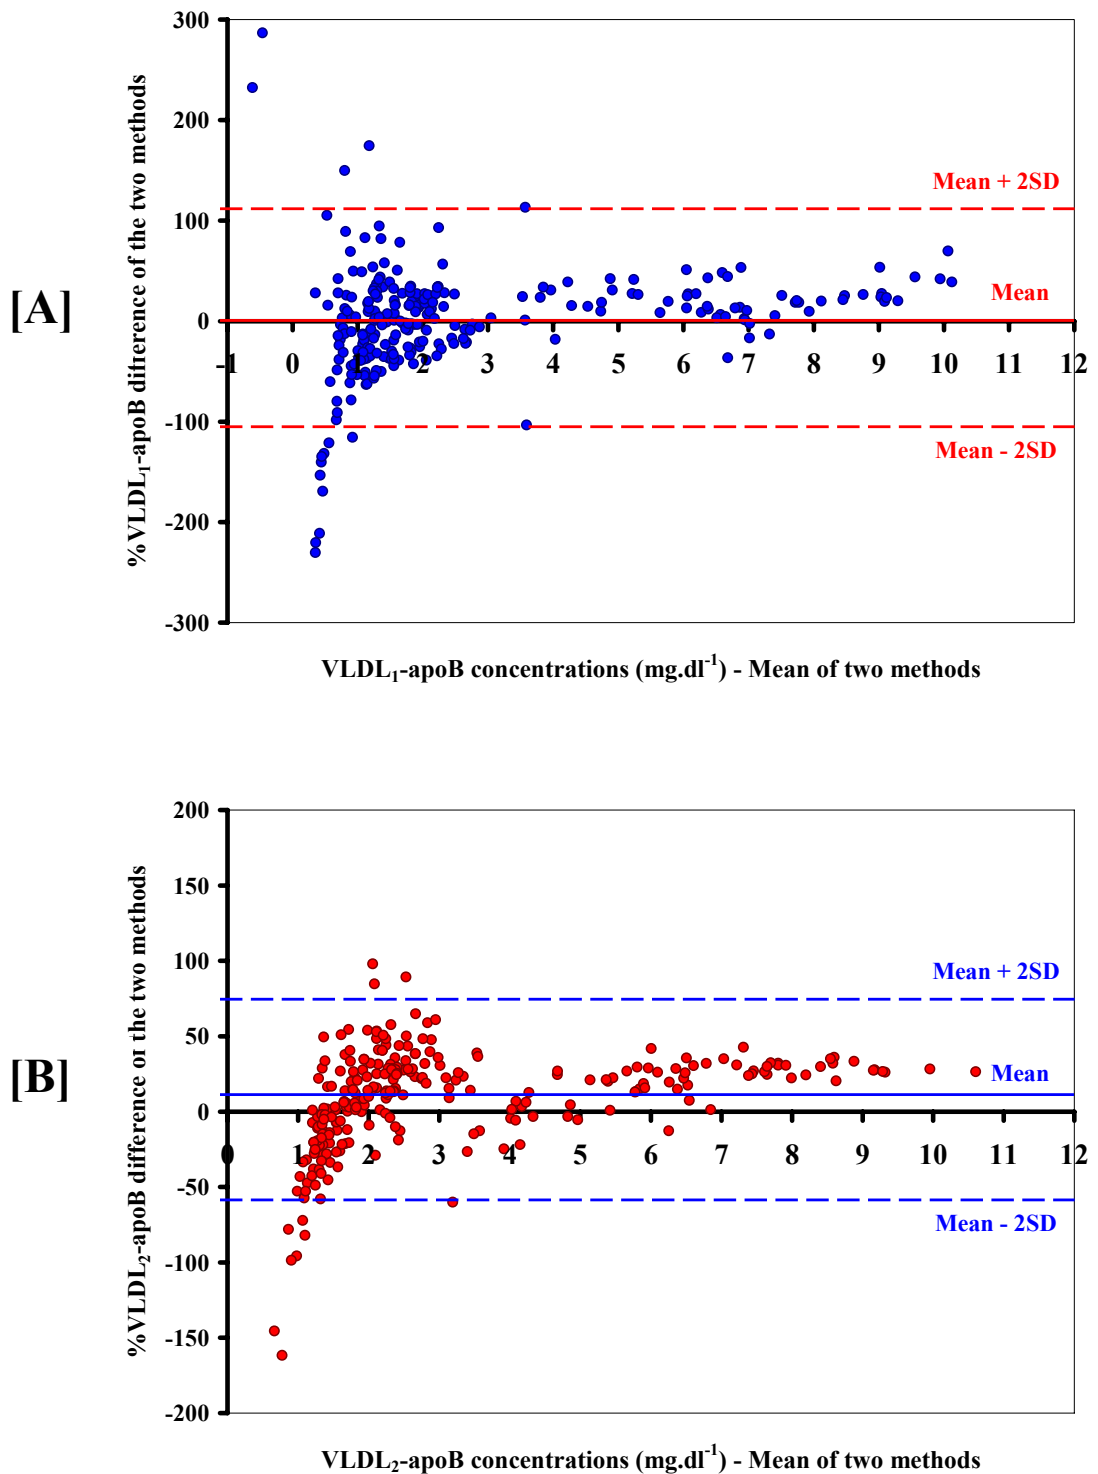 300
200
100
0
-100
-200
-300
%VLDL1-apoB difference of the two methods
[A]
Mean + 2SD
Mean
Mean - 2SD
-1 0 1 2 3 4 5 6 7 8 9 10 11 12
VLDL1-apoB concentrations (mg.dl-1) - Mean of two methods
200
150
100
50
0
-50
-100
-150
-200
%VLDL2-apoB difference of the two methods
[B]
Mean + 2SD
Mean
Mean - 2SD
0 1 2 3 4 5 6 7 8 9 10 11 12
VLDL2-apoB concentrations (mg.dl-1) - Mean of two methods